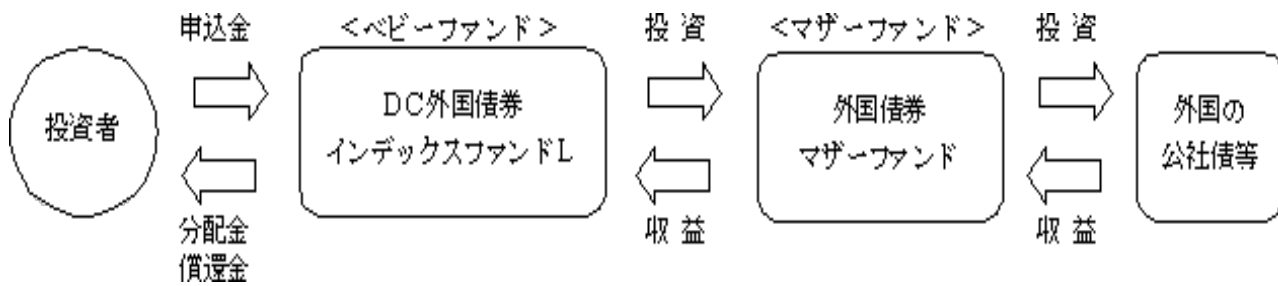 申込金
＜ベビーファンド＞
投 資
＜マザーファンド＞
投 資
投資者
DC外国債券
インデックスファンドL
外国債券
マザーファンド
外国の
公社債等
分配金
償還金
収 益
収 益